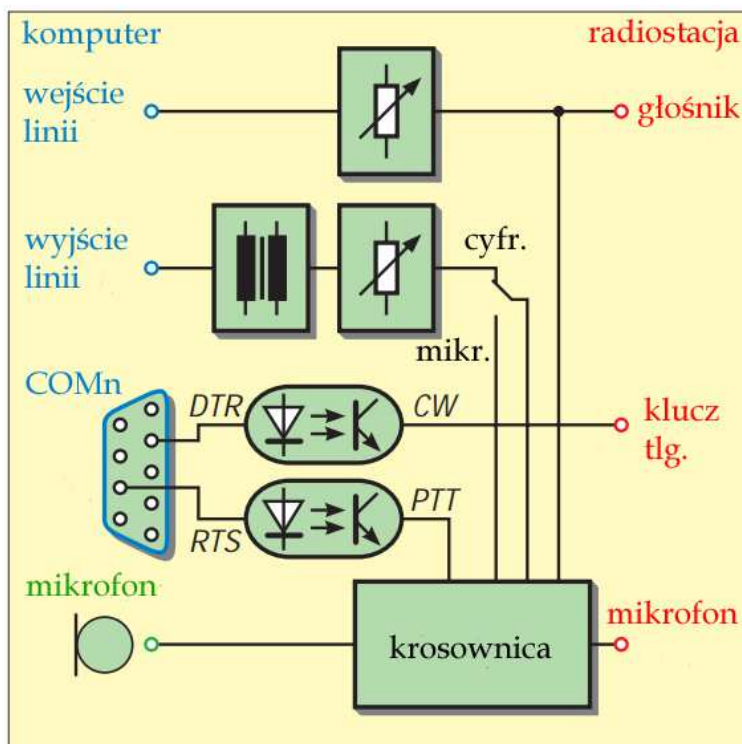 komputer
radiostacja
wejście
linii
głośnik
wyjście
linii
cyfr.
mikr.
COMn
DTR
CW
klucz
tlg.
PTT
RTS
mikrofon
krosownica
mikrofon